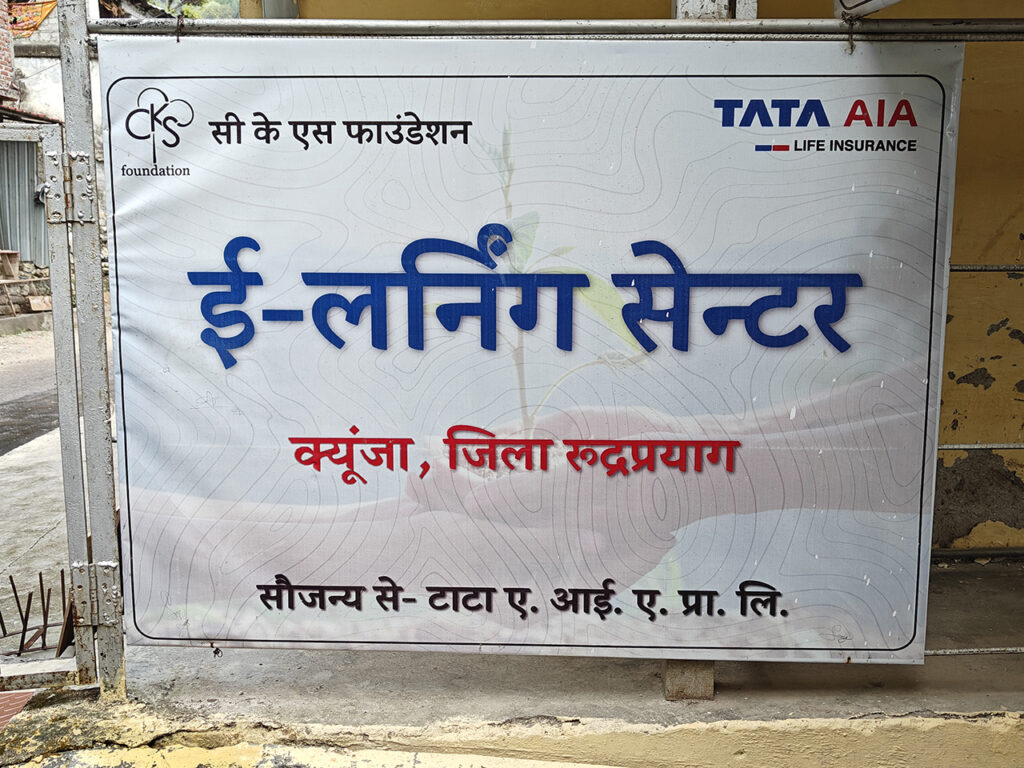 CKS
foundation
सी के एस फाउंडेशन
TATA AIA
LIFE INSURANCE
ई-लर्निंग सेन्टर
क्यूंजा, जिला रूद्रप्रयाग
सौजन्य से- टाटा ए. आई. ए. प्रा. लि.